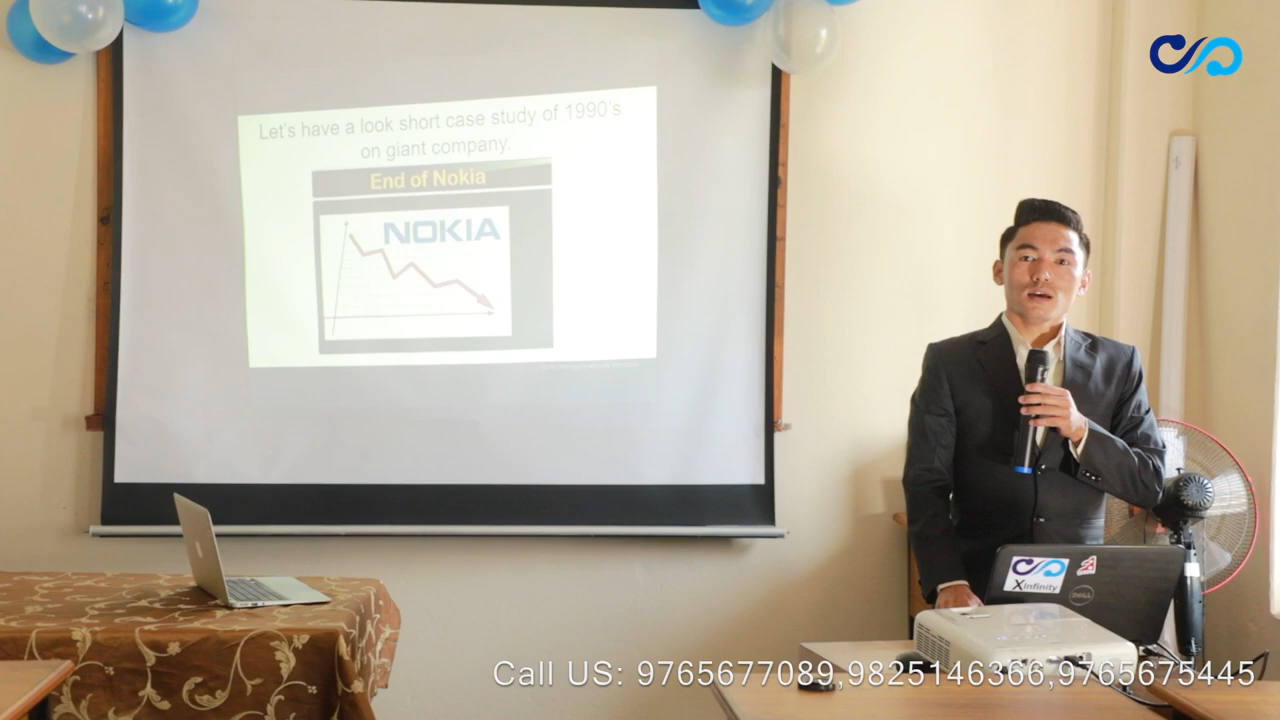 Let's have a look short case study of 1990's
on giant company.
End of Nokia
NOKIA
XInfinity
DELL
Call US: 9765677089,9825146366,9765675445